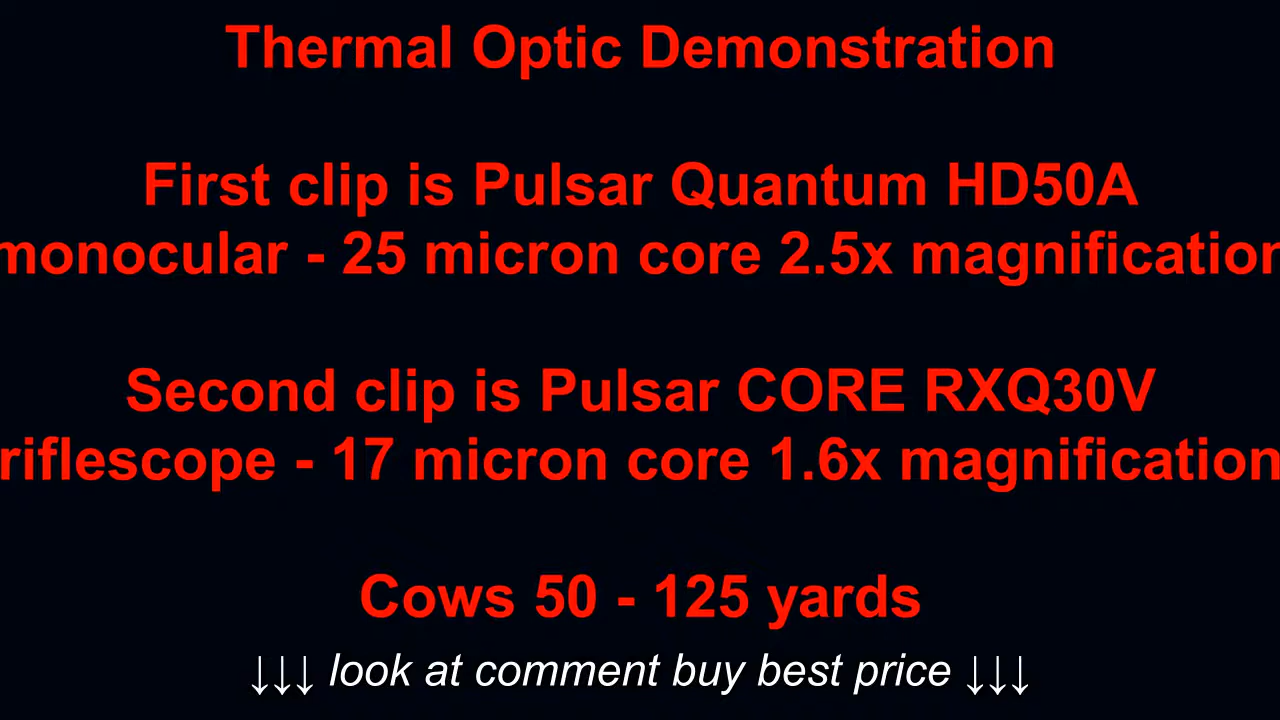 Thermal Optic Demonstration
First clip is Pulsar Quantum HD50A
monocular - 25 micron core 2.5x magnification
Second clip is Pulsar CORE RXQ30V
riflescope - 17 micron core 1.6x magnification
Cows 50 - 125 yards
↓↓↓ look at comment buy best price ↓↓↓